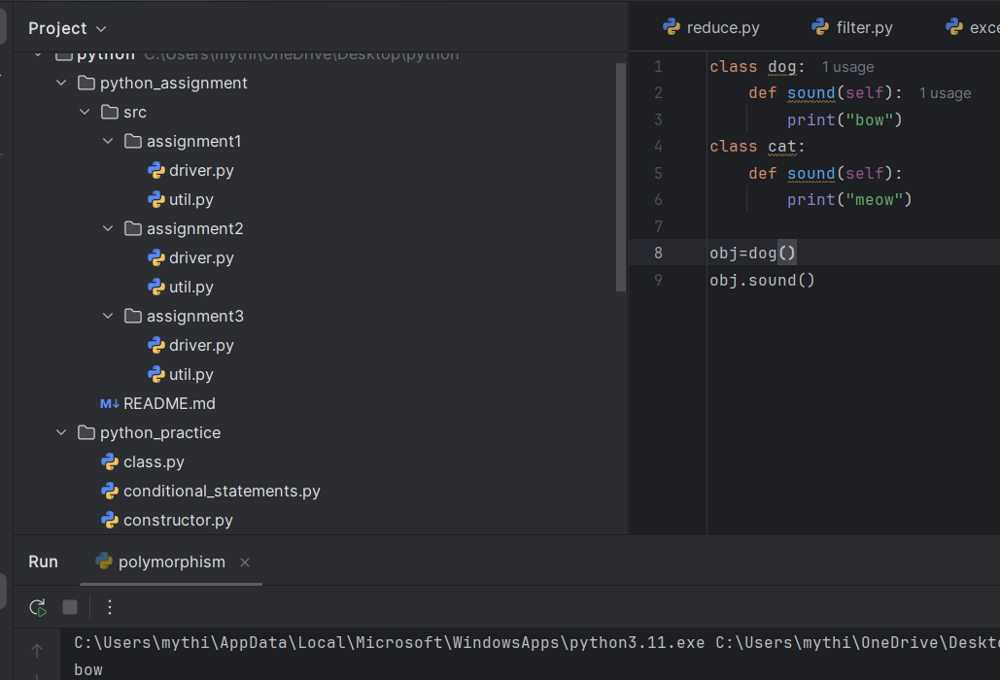 Project
python C:\Users\mythi\OneDrive\Desktop\python
python_assignment
src
assignment1
driver.py
util.py
assignment2
driver.py
util.py
assignment3
driver.py
util.py
M↓ README.md
python_practice
class.py
conditional_statements.py
constructor.py
reduce.py filter.py exce
1 class dog: 1 usage
2 def sound(self): 1 usage
3 print("bow")
4 class cat:
5 def sound(self):
6 print("meow")
7
8 obj=dog()
9 obj.sound()
Run polymorphism
C:\Users\mythi\AppData\Local\Microsoft\WindowsApps\python3.11.exe C:\Users\mythi\OneDrive\Deskto
bow